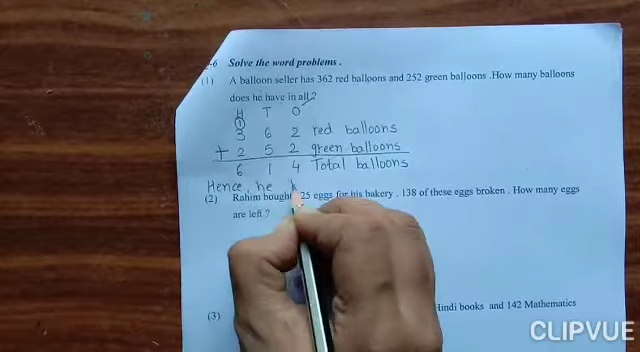 -6 Solve the word problems .
(1) A balloon seller has 362 red balloons and 252 green balloons .How many balloons
does he have in all ?
H T O
1
3 6 2 red balloons
+ 2 5 2 green balloons
6 1 4 Total balloons
Hence, he h
(2) Rahim bought 25 eggs for his bakery . 138 of these eggs broken . How many eggs
are left ?
(3) Hindi books and 142 Mathematics
CLIPVUE